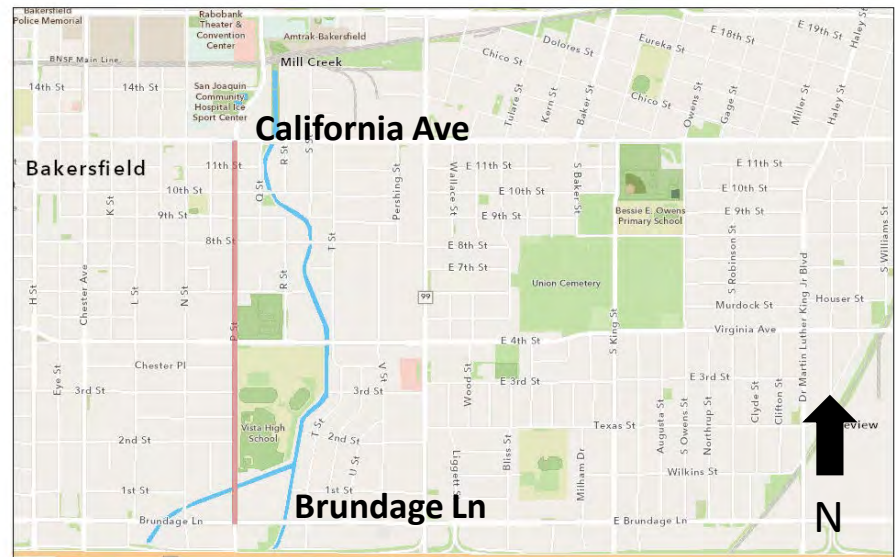 Bakersfield
Police Memorial
Rabobank
Theater &
Convention
Center
Amtrak-Bakersfield
BNSF Main Line
Mill Creek
14th St
14th St
San Joaquin
Community
Hospital Ice
Sport Center
California Ave
Bakersfield
Chico St
Dolores St
Eureka St
E 18th St
E 19th St
Haley St
Haley St
Tulare St
Kern St
Baker St
Chico St
Owens St
Gage St
Miller St
R St
S St
11th St
10th St
9th St
8th St
K St
Q St
R St
T St
Pershing St
Wallace St
E 11th St
E 10th St
E 9th St
E 8th St
E 7th St
S Baker St
Bessie E. Owens
Primary School
E 11th St
E 10th St
E 9th St
S Robinson St
Dr Martin Luther King Jr Blvd
S Williams St
H St
Chester Ave
L St
N St
P St
99
Union Cemetery
S King St
Murdock St
Houser St
Virginia Ave
E 4th St
Chester Pl
Eye St
3rd St
V St
3rd St
Wood St
E 3rd St
E 3rd St
Clyde St
Clifton St
Vista High
School
T St
2nd St
2nd St
U St
Bliss St
Milham Dr
Texas St
Augusta St
S Owens St
Northrup St
Wilkins St
eview
1st St
1st St
Liggett St
Brundage Ln
Brundage Ln
E Brundage Ln
N